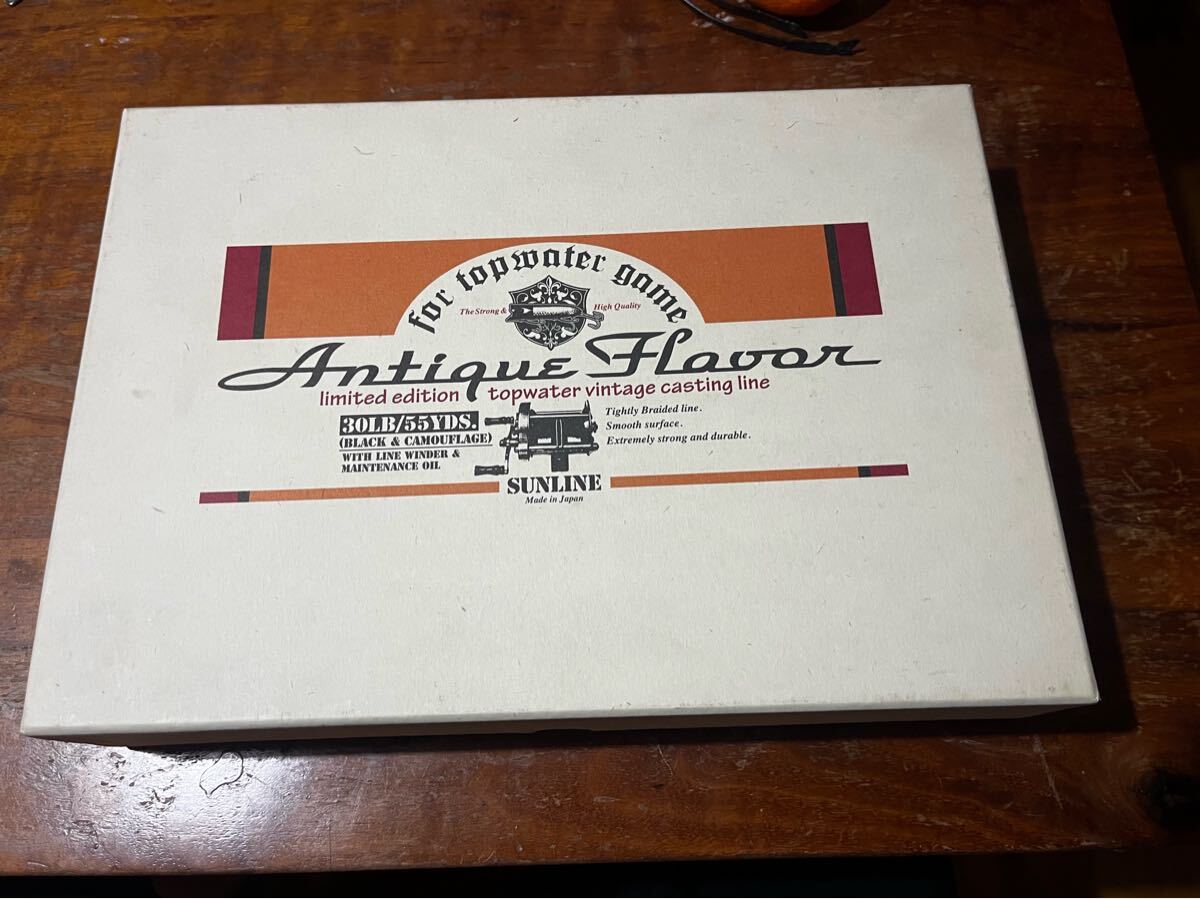 for topwater game
The Strong & High Quality
Antique Flavor
limited edition topwater vintage casting line
30LB/55YDS.
(BLACK & CAMOUFLAGE)
WITH LINE WINDER &
MAINTENANCE OIL
Tightly Braided line.
Smooth surface.
Extremely strong and durable.
SUNLINE
Made in Japan